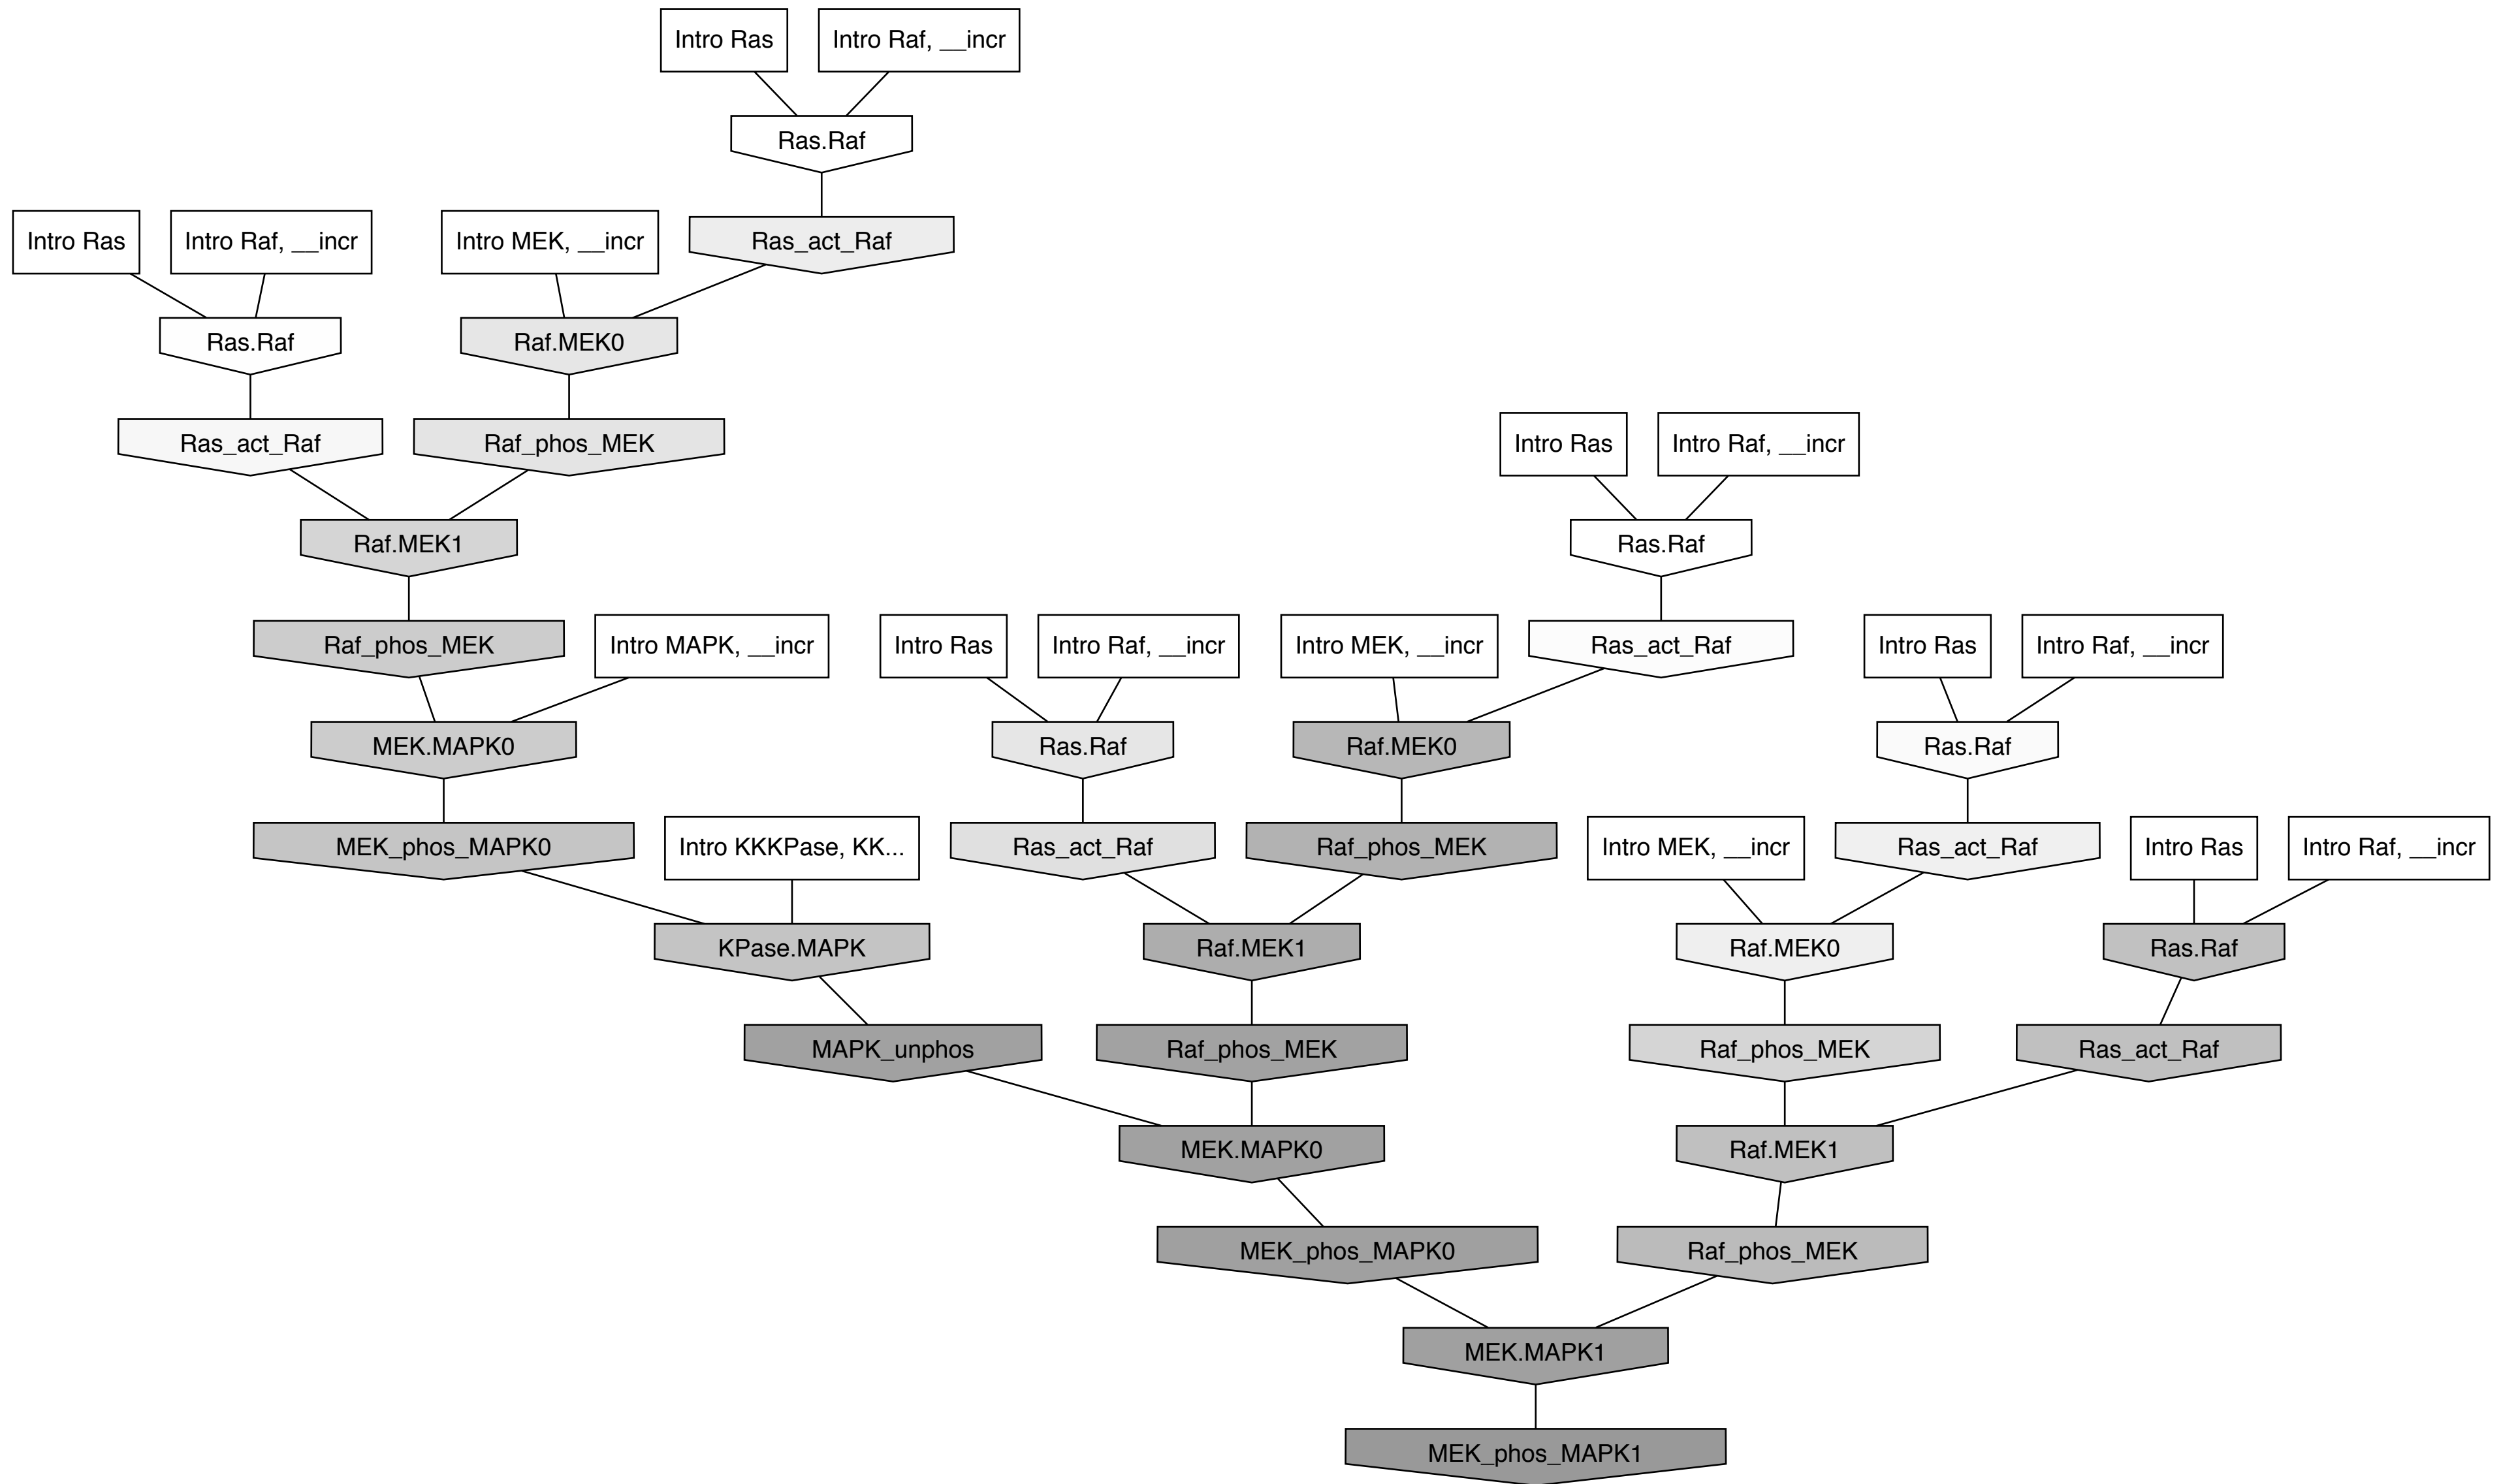 Intro Ras
Intro Raf, __incr
Ras.Raf
Intro Ras
Intro Raf, __incr
Intro MEK, __incr
Ras_act_Raf
Ras.Raf
Raf.MEK0
Ras_act_Raf
Raf_phos_MEK
Intro Ras
Intro Raf, __incr
Raf.MEK1
Ras.Raf
Raf_phos_MEK
Intro MAPK, __incr
Intro Ras
Intro Raf, __incr
Intro MEK, __incr
Ras_act_Raf
Intro Ras
Intro Raf, __incr
MEK.MAPK0
Ras.Raf
Raf.MEK0
Ras.Raf
MEK_phos_MAPK0
Intro KKKPase, KK...
Ras_act_Raf
Raf_phos_MEK
Intro MEK, __incr
Ras_act_Raf
Intro Ras
Intro Raf, __incr
KPase.MAPK
Raf.MEK1
Raf.MEK0
Ras.Raf
MAPK_unphos
Raf_phos_MEK
Raf_phos_MEK
Ras_act_Raf
MEK.MAPK0
Raf.MEK1
MEK_phos_MAPK0
Raf_phos_MEK
MEK.MAPK1
MEK_phos_MAPK1